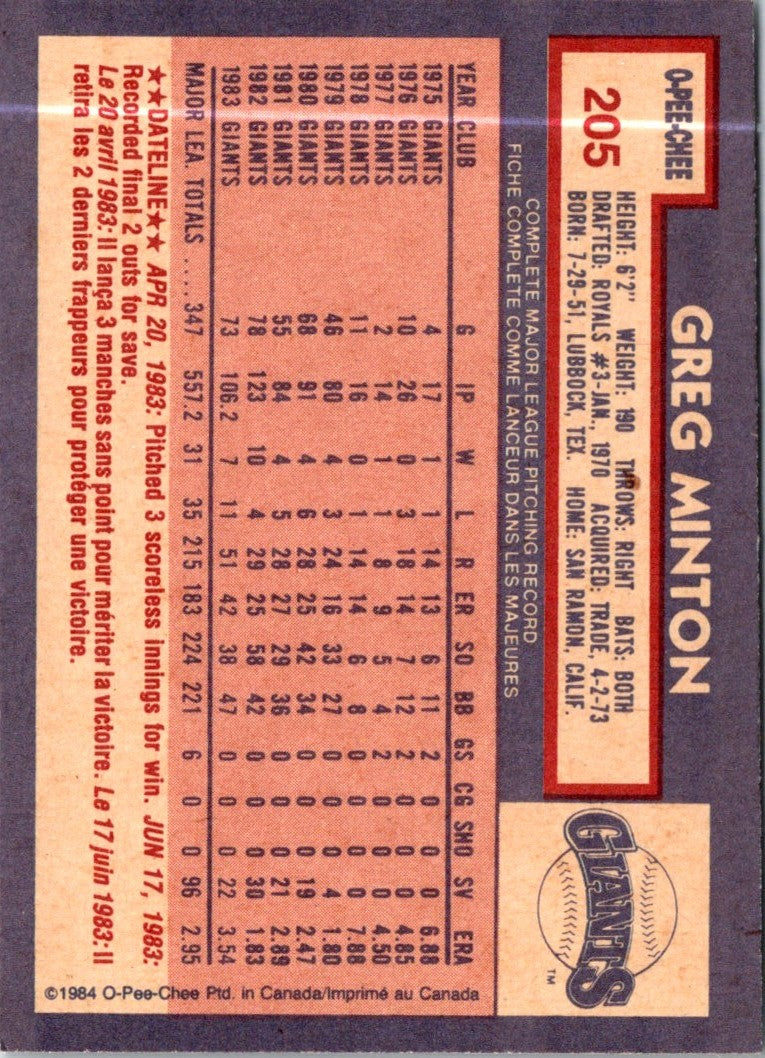 O-PEE-CHEE
205
GREG MINTON
HEIGHT: 6'2" WEIGHT: 190 THROWS: RIGHT BATS: BOTH
DRAFTED: ROYALS #3-JAN., 1970 ACQUIRED: TRADE, 4-2-73
BORN: 7-29-51, LUBBOCK, TEX. HOME: SAN RAMON, CALIF.
GIANTS
TM
COMPLETE MAJOR LEAGUE PITCHING RECORD
FICHE COMPLETE COMME LANCEUR DANS LES MAJEURES
YEAR CLUB G IP W L R ER SO BB GS CG SHO SV ERA
1975 GIANTS 4 17 1 1 14 13 6 11 2 0 0 0 6.88
1976 GIANTS 10 26 0 3 18 14 7 12 2 0 0 0 4.85
1977 GIANTS 2 14 1 1 8 9 5 4 2 0 0 0 4.50
1978 GIANTS 11 16 0 1 14 14 6 8 0 0 0 0 7.88
1979 GIANTS 46 80 4 3 24 16 33 27 0 0 0 4 1.80
1980 GIANTS 68 91 4 6 28 25 42 34 0 0 0 19 2.47
1981 GIANTS 55 84 4 5 28 27 29 36 0 0 0 21 2.89
1982 GIANTS 78 123 10 4 29 25 58 42 0 0 0 30 1.83
1983 GIANTS 73 106.2 7 11 51 42 38 47 0 0 0 22 3.54
MAJOR LEA. TOTALS ..... 347 557.2 31 35 215 183 224 221 6 0 0 96 2.95
★★DATELINE★★ APR 20, 1983: Pitched 3 scoreless innings for win. JUN 17, 1983:
Recorded final 2 outs for save.
Le 20 avril 1983: Il lança 3 manches sans point pour mériter la victoire. Le 17 juin 1983: Il
retira les 2 derniers frappeurs pour protéger une victoire.
©1984 O-Pee-Chee Ptd. in Canada/Imprimé au Canada